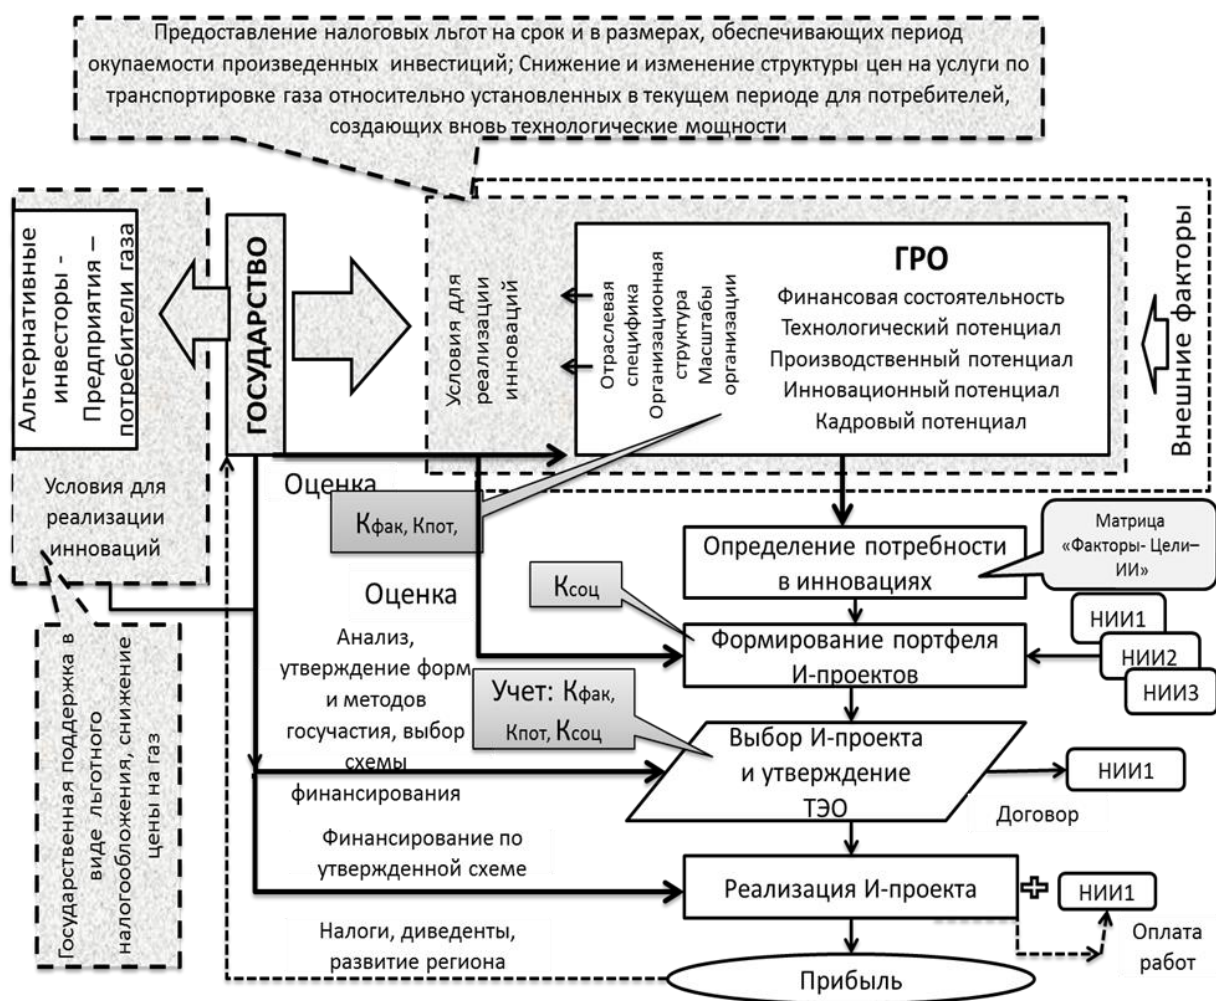 Предоставление налоговых льгот на срок и в размерах, обеспечивающих период
окупаемости произведенных инвестиций; Снижение и изменение структуры цен на услуги по
транспортировке газа относительно установленных в текущем периоде для потребителей,
создающих вновь технологические мощности
Альтернативные
инвесторы -
Предприятия –
потребители газа
Условия для
реализации
инноваций
ГОСУДАРСТВО
Условия для
реализации
инноваций
Отраслевая
специфика
Организационная
структура
Масштабы
организации
ГРО
Финансовая состоятельность
Технологический потенциал
Производственный потенциал
Инновационный потенциал
Кадровый потенциал
Внешние факторы
Оценка
Кфак, Кпот,
Определение потребности
в инновациях
Матрица
«Факторы- Цели–
ИИ»
Оценка
Ксоц
Формирование портфеля
И-проектов
НИИ1
НИИ2
НИИ3
Анализ,
утверждение форм
и методов
госучастия, выбор
схемы
финансирования
Учет: Кфак,
Кпот, Ксоц
Выбор И-проекта
и утверждение
ТЭО
НИИ1
Договор
Государственная поддержка в
виде льготного
налогообложения, снижение
цены на газ
Финансирование по
утвержденной схеме
Реализация И-проекта
НИИ1
Оплата
работ
Налоги, диведенты,
развитие региона
Прибыль